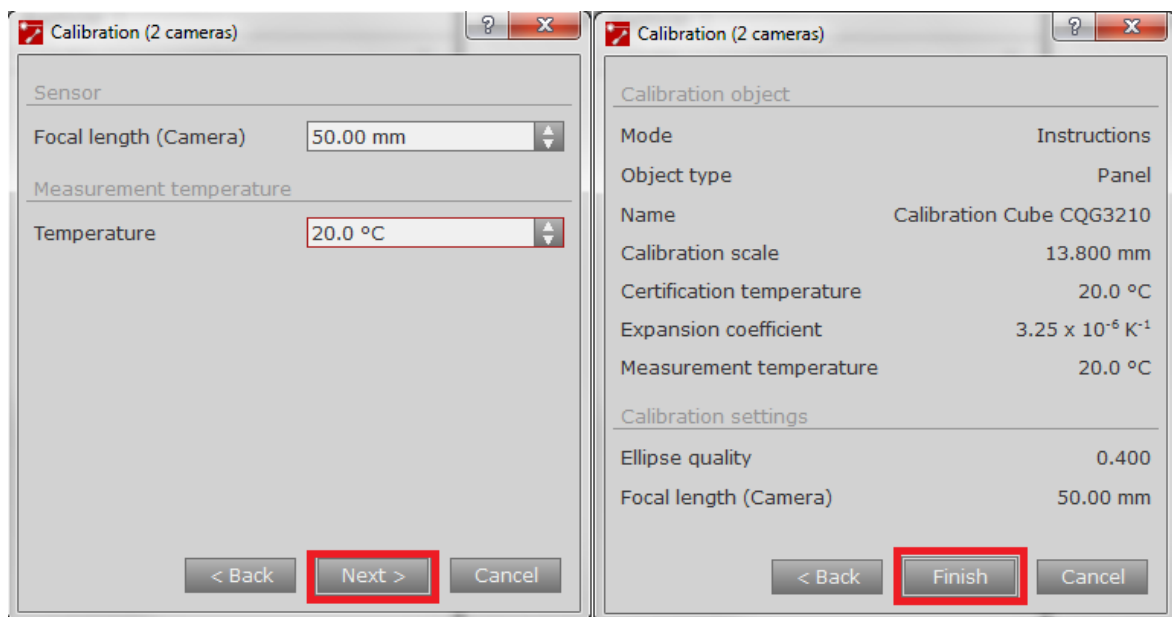 Calibration (2 cameras)
?
X
Sensor
Focal length (Camera) 50.00 mm
Measurement temperature
Temperature 20.0 °C
< Back Next > Cancel
Calibration (2 cameras)
?
X
Calibration object
Mode Instructions
Object type Panel
Name Calibration Cube CQG3210
Calibration scale 13.800 mm
Certification temperature 20.0 °C
Expansion coefficient 3.25 x 10⁻⁶ K⁻¹
Measurement temperature 20.0 °C
Calibration settings
Ellipse quality 0.400
Focal length (Camera) 50.00 mm
< Back Finish Cancel